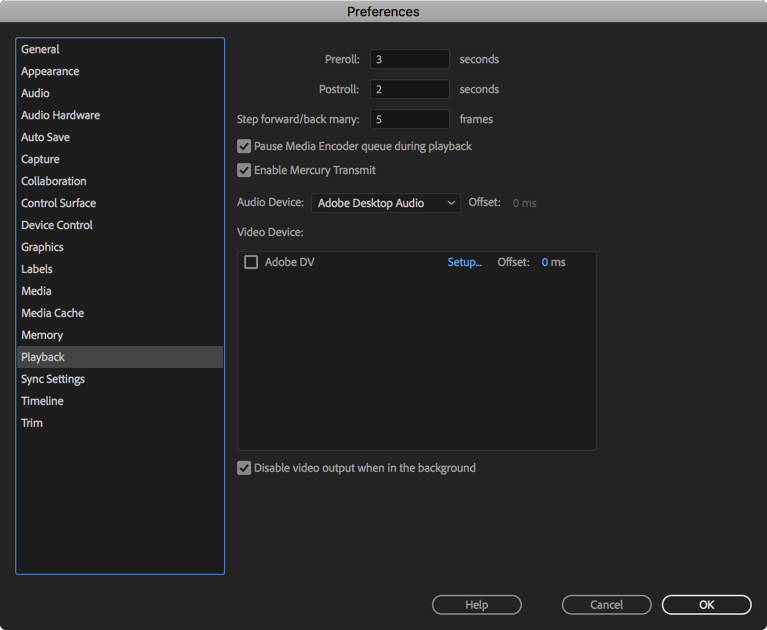 Preferences
General
Appearance
Audio
Audio Hardware
Auto Save
Capture
Collaboration
Control Surface
Device Control
Graphics
Labels
Media
Media Cache
Memory
Playback
Sync Settings
Timeline
Trim
Preroll: 3 seconds
Postroll: 2 seconds
Step forward/back many: 5 frames
Pause Media Encoder queue during playback
Enable Mercury Transmit
Audio Device: Adobe Desktop Audio Offset: 0 ms
Video Device:
Adobe DV Setup... Offset: 0 ms
Disable video output when in the background
Help Cancel OK